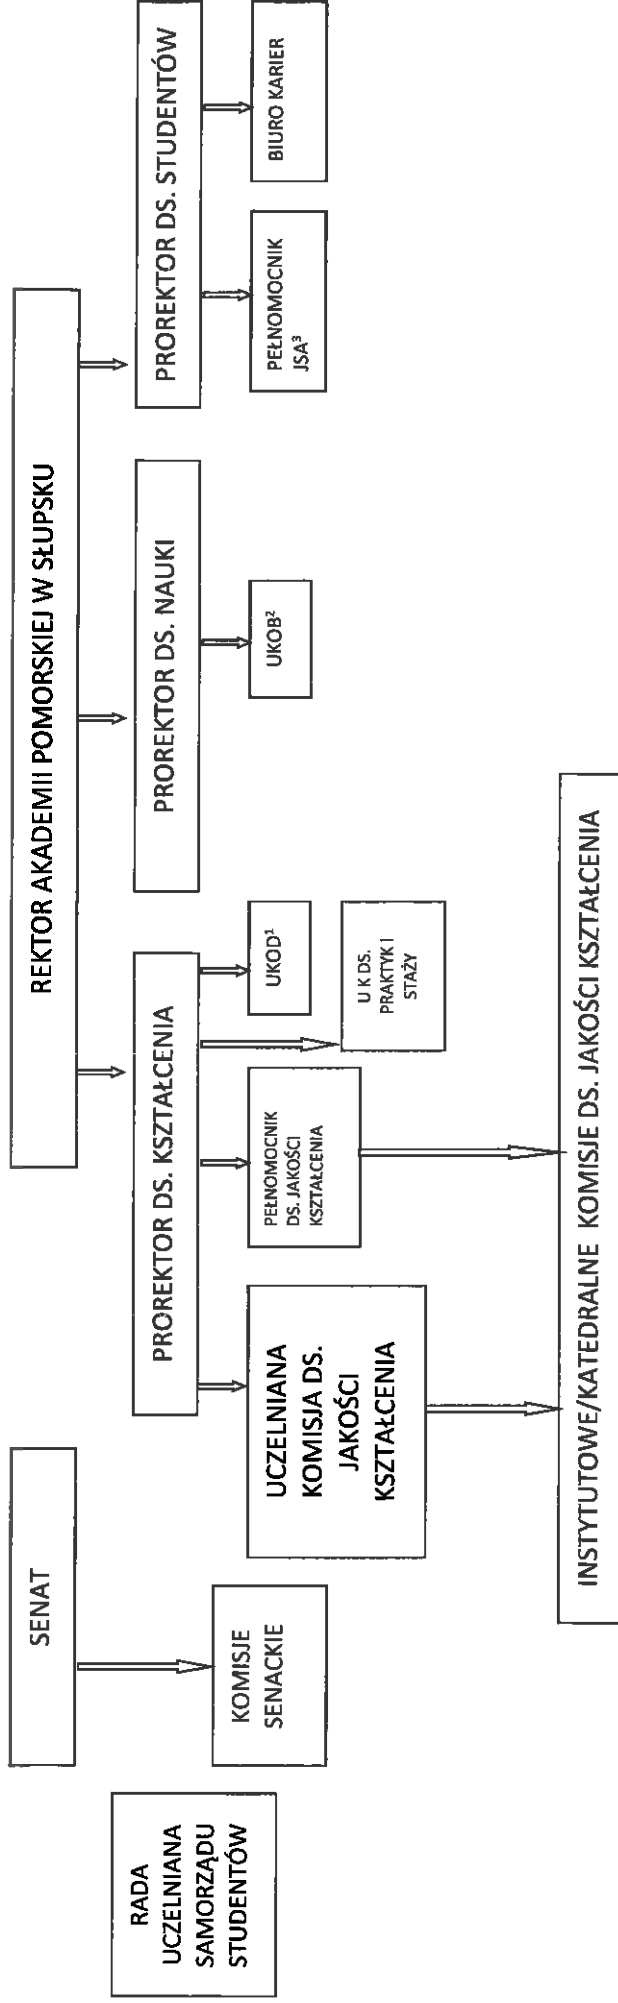 REKTOR AKADEMII POMORSKIEJ W SŁUPSKU
SENAT
RADA
UCZELNIANA
SAMORZĄDU
STUDENTÓW
KOMISJE
SENACKIE
PROREKTOR DS. KSZTAŁCENIA
PROREKTOR DS. NAUKI
PROREKTOR DS. STUDENTÓW
UCZELNIANA
KOMISJA DS.
JAKOŚCI
KSZTAŁCENIA
PEŁNOMOCNIK
DS. JAKOŚCI
KSZTAŁCENIA
U K DS.
PRAKTYK I
STAŻY
UKOD¹
UKOB²
PEŁNOMOCNIK
JSA³
BIURO KARIER
INSTYTUTOWE/KATEDRALNE KOMISJE DS. JAKOŚCI KSZTAŁCENIA